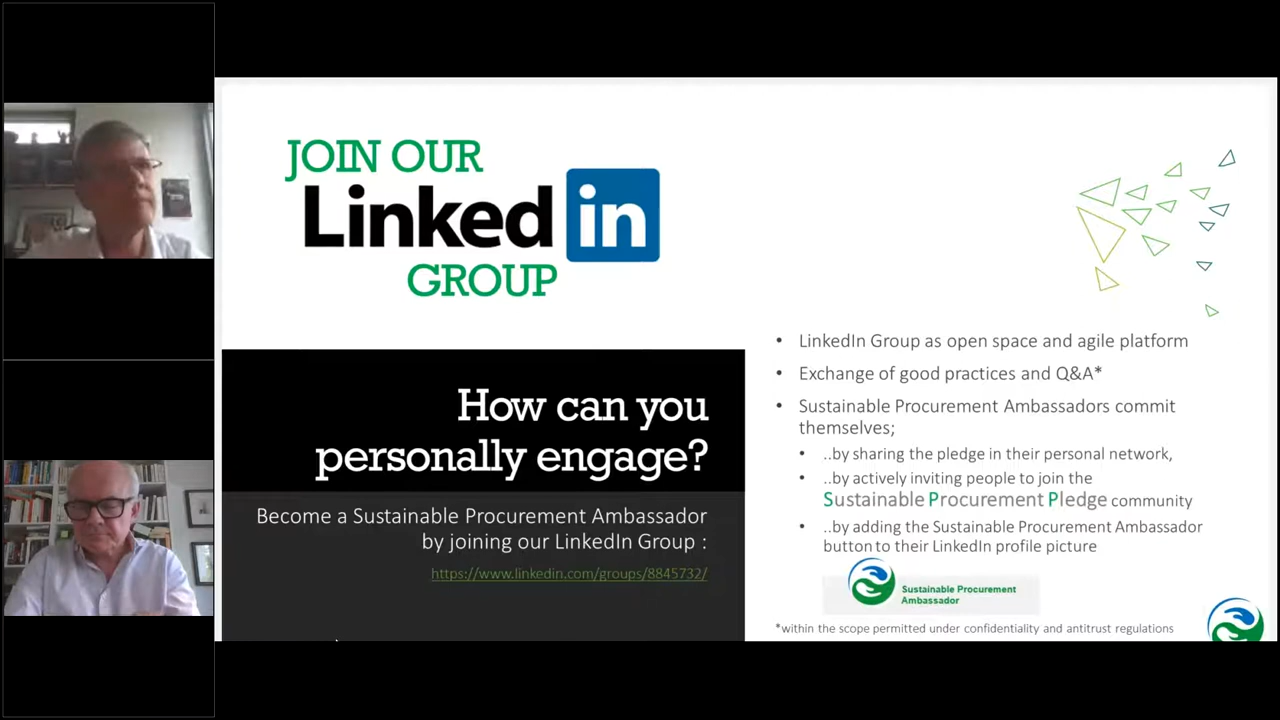 JOIN OUR
Linked in
GROUP
How can you
personally engage?
Become a Sustainable Procurement Ambassador
by joining our LinkedIn Group :
https://www.linkedin.com/groups/8845732/
• LinkedIn Group as open space and agile platform
• Exchange of good practices and Q&A*
• Sustainable Procurement Ambassadors commit
themselves;
• ..by sharing the pledge in their personal network,
• ..by actively inviting people to join the
Sustainable Procurement Pledge community
• ..by adding the Sustainable Procurement Ambassador
button to their LinkedIn profile picture
Sustainable Procurement
Ambassador
*within the scope permitted under confidentiality and antitrust regulations